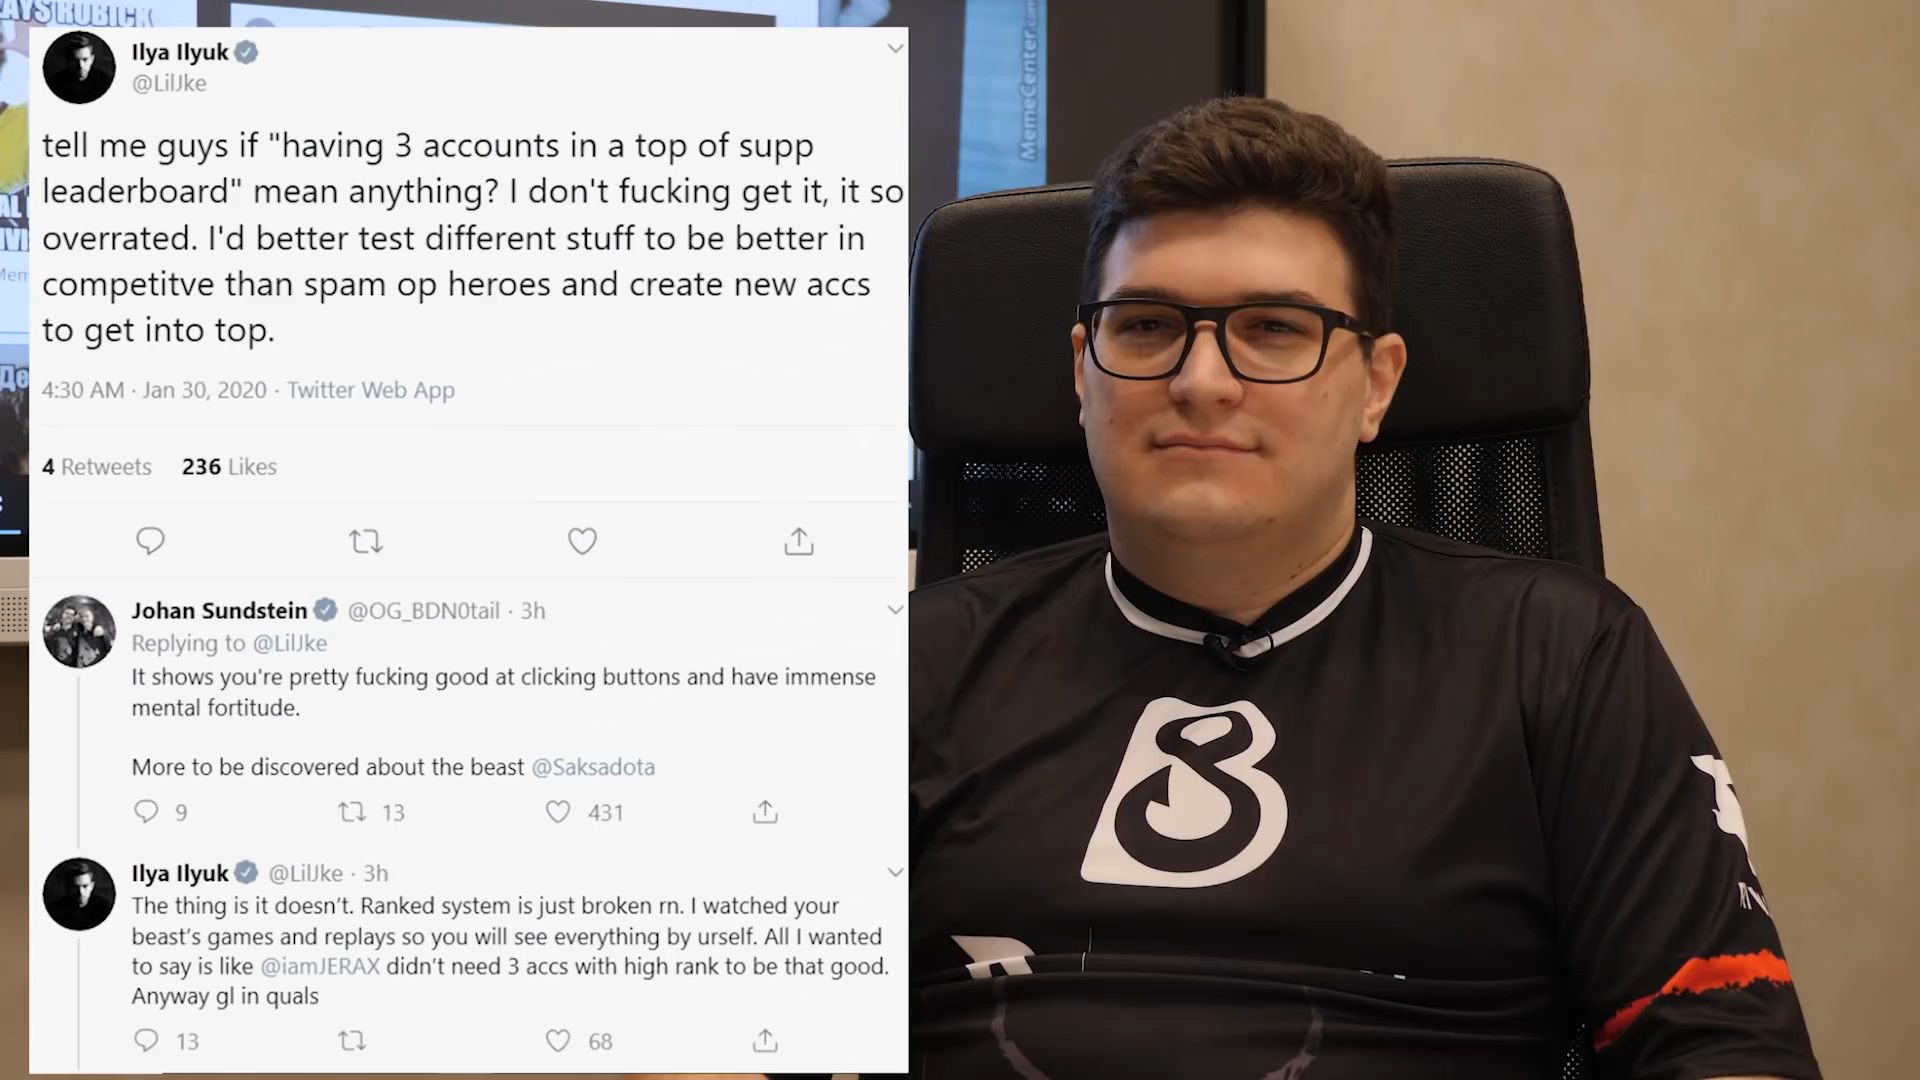 AYS RUBICK
MemeCenter.com
Ilya Ilyuk
@LilJke
tell me guys if "having 3 accounts in a top of supp
leaderboard" mean anything? I don't fucking get it, it so
overrated. I'd better test different stuff to be better in
competitve than spam op heroes and create new accs
to get into top.
4:30 AM · Jan 30, 2020 · Twitter Web App
4 Retweets 236 Likes
Johan Sundstein @OG_BDN0tail · 3h
Replying to @LilJke
It shows you're pretty fucking good at clicking buttons and have immense
mental fortitude.
More to be discovered about the beast @Saksadota
9 13 431
Ilya Ilyuk @LilJke · 3h
The thing is it doesn't. Ranked system is just broken rn. I watched your
beast's games and replays so you will see everything by urself. All I wanted
to say is like @iamJERAX didn't need 3 accs with high rank to be that good.
Anyway gl in quals
13 68
B8